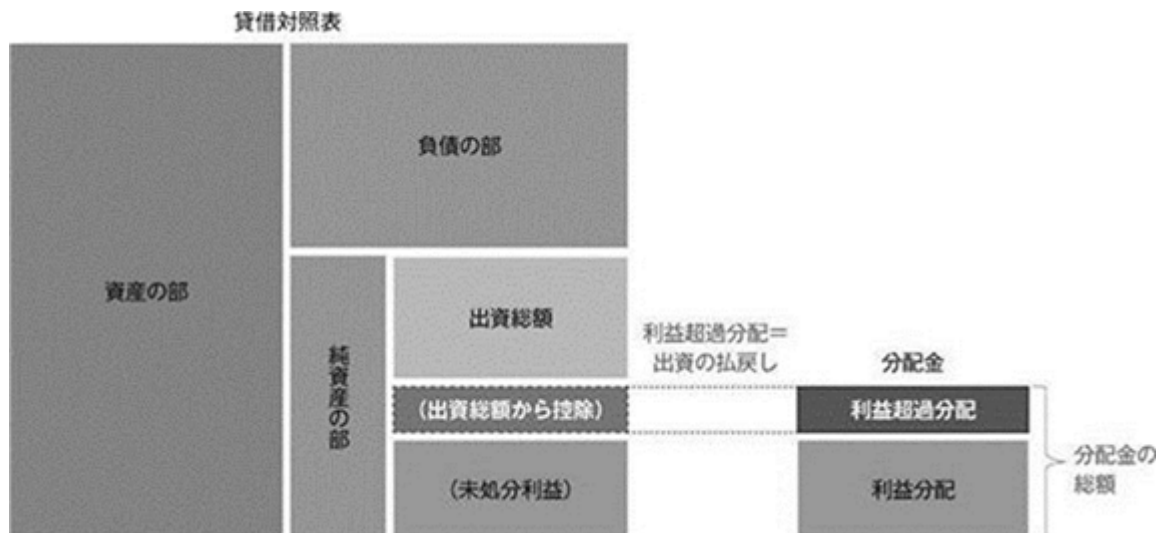 貸借対照表
資産の部
負債の部
純資産の部
出資総額
(出資総額から控除)
(未処分利益)
利益超過分配＝
出資の払戻し
分配金
利益超過分配
利益分配
分配金の
総額